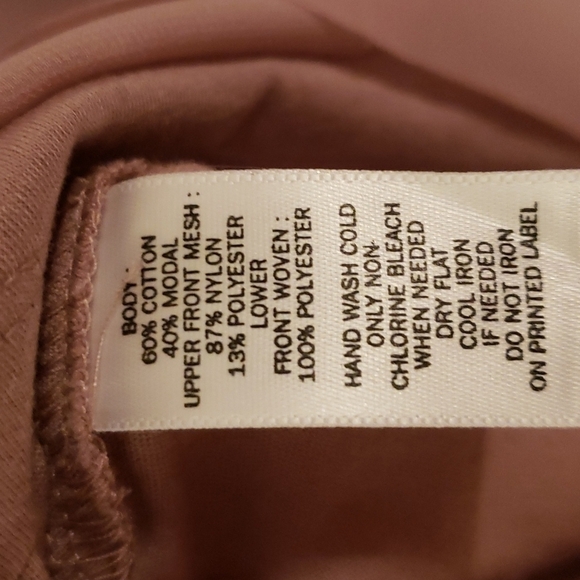 BODY :
60% COTTON
40% MODAL
UPPER FRONT MESH :
87% NYLON
13% POLYESTER
LOWER
FRONT WOVEN :
100% POLYESTER
HAND WASH COLD
ONLY NON-
CHLORINE BLEACH
WHEN NEEDED
DRY FLAT
COOL IRON
IF NEEDED
DO NOT IRON
ON PRINTED LABEL